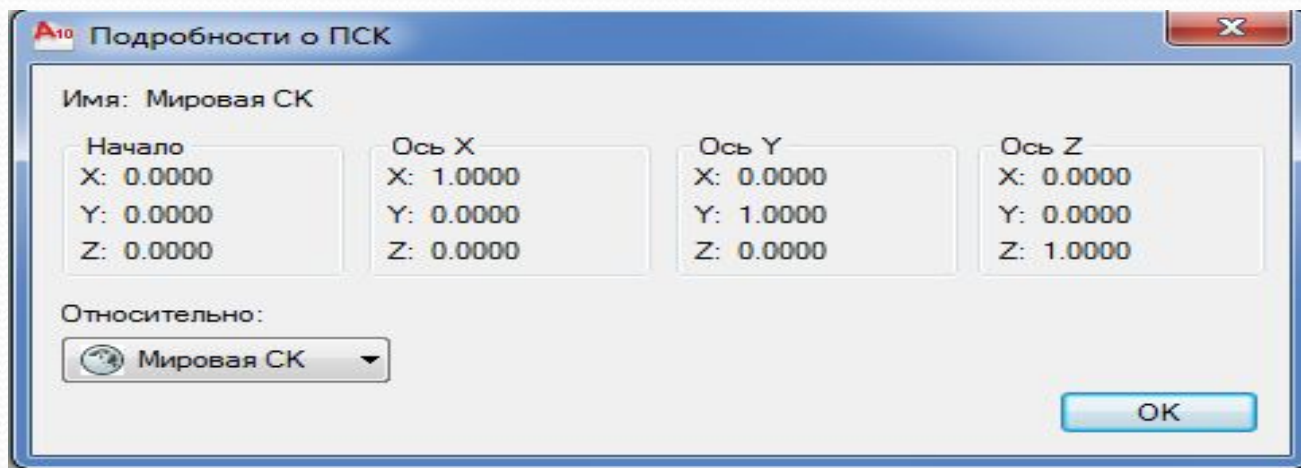 A10 Подробности о ПСК
Имя: Мировая СК
Начало Ось X Ось Y Ось Z
X: 0.0000 X: 1.0000 X: 0.0000 X: 0.0000
Y: 0.0000 Y: 0.0000 Y: 1.0000 Y: 0.0000
Z: 0.0000 Z: 0.0000 Z: 0.0000 Z: 1.0000
Относительно:
Мировая СК
OK